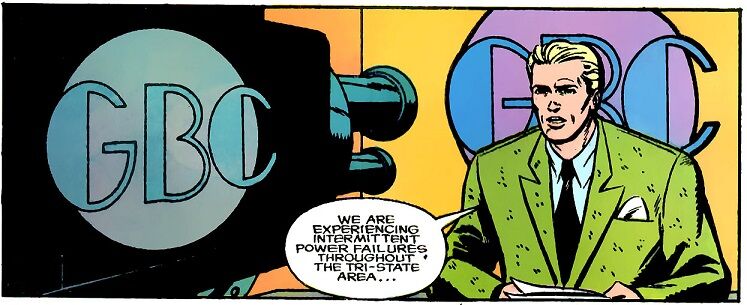 GBC
GBC
WE ARE
EXPERIENCING
INTERMITTENT
POWER FAILURES
THROUGHOUT
THE TRI-STATE
AREA...